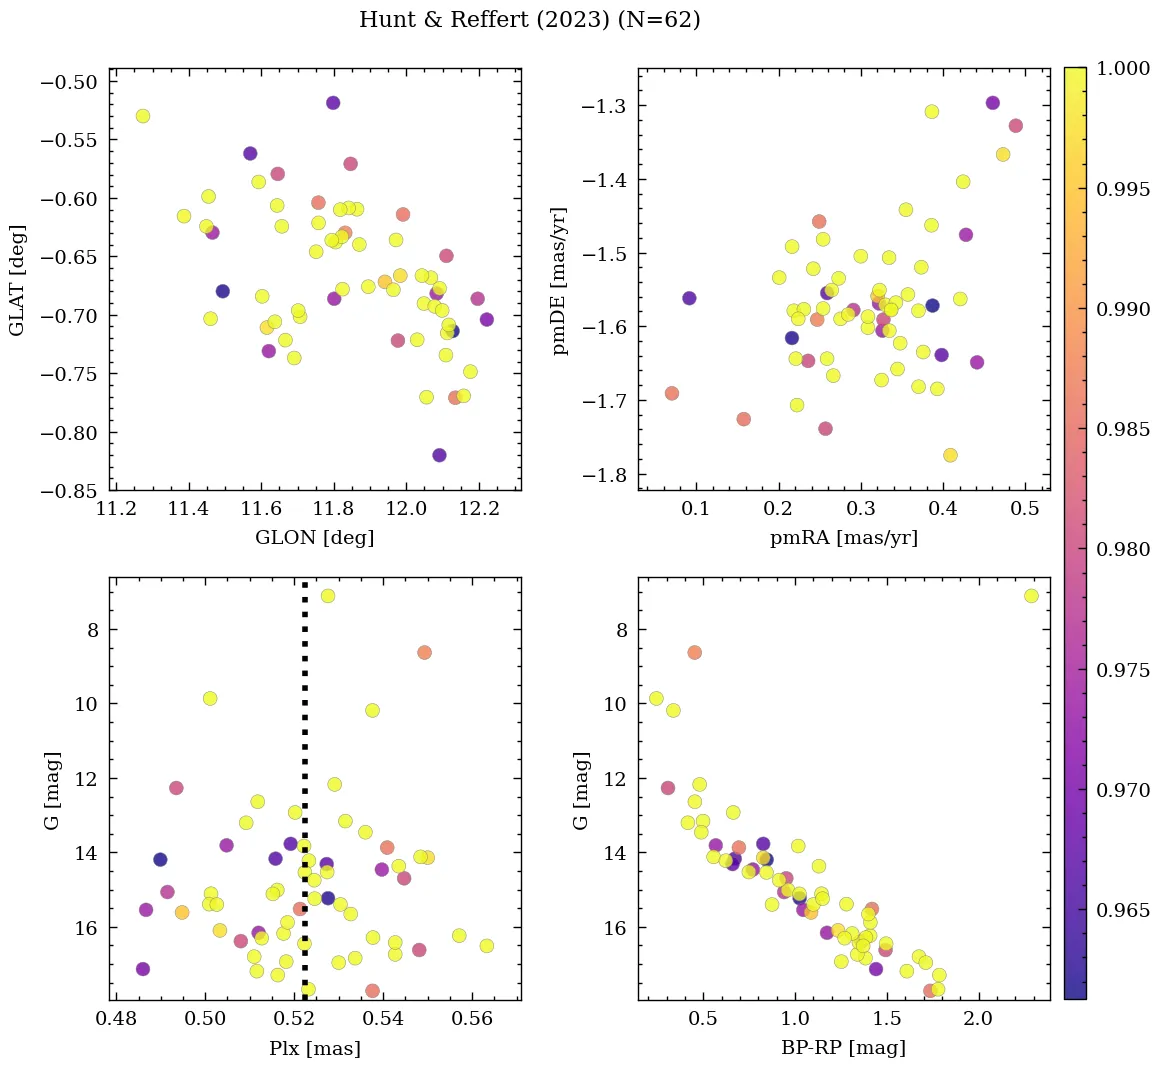 Hunt & Reffert (2023) (N=62)
−0.50
−0.55
−0.60
−0.65
−0.70
−0.75
−0.80
−0.85
GLAT [deg]
11.2 11.4 11.6 11.8 12.0 12.2
GLON [deg]
−1.3
−1.4
−1.5
−1.6
−1.7
−1.8
pmDE [mas/yr]
0.1 0.2 0.3 0.4 0.5
pmRA [mas/yr]
1.000
0.995
0.990
0.985
0.980
0.975
0.970
0.965
8
10
12
14
16
G [mag]
0.48 0.50 0.52 0.54 0.56
Plx [mas]
8
10
12
14
16
G [mag]
0.5 1.0 1.5 2.0
BP-RP [mag]